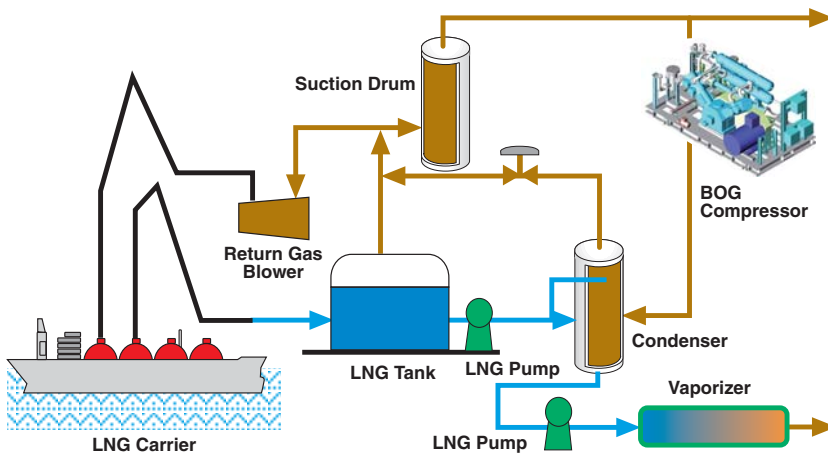 Suction Drum
BOG
Compressor
Return Gas
Blower
Condenser
LNG Tank
LNG Pump
Vaporizer
LNG Carrier
LNG Pump